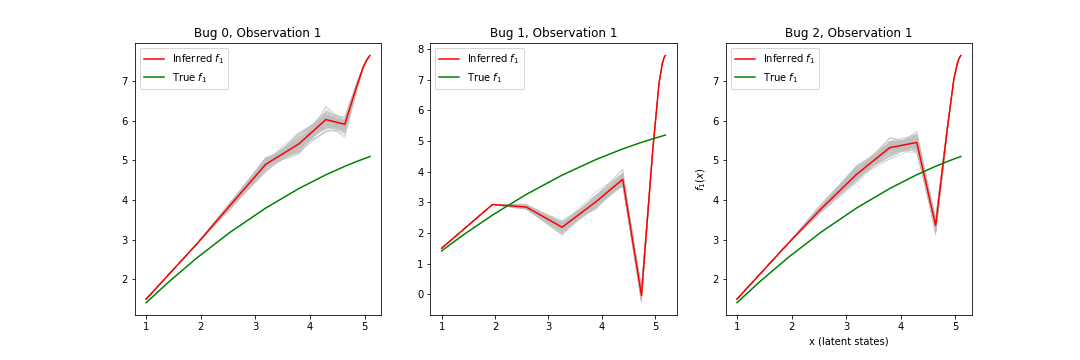 Bug 0, Observation 1
Inferred f₁
True f₁
7
6
5
4
3
2
1 2 3 4 5
Bug 1, Observation 1
Inferred f₁
True f₁
8
7
6
5
4
3
2
1
0
1 2 3 4 5
Bug 2, Observation 1
Inferred f₁
True f₁
f₁(x)
7
6
5
4
3
2
1 2 3 4 5
x (latent states)